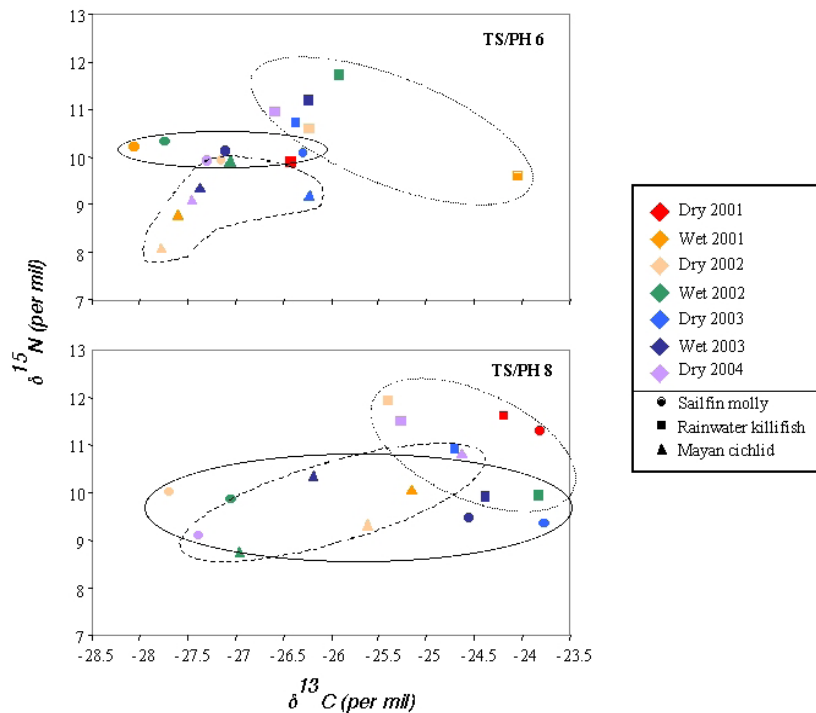 13
12
11
10
9
8
7
TS/PH 6
13
12
11
10
9
8
7
TS/PH 8
-28.5 -28 -27.5 -27 -26.5 -26 -25.5 -25 -24.5 -24 -23.5
δ15N (per mil)
δ13C (per mil)
Dry 2001
Wet 2001
Dry 2002
Wet 2002
Dry 2003
Wet 2003
Dry 2004
Sailfin molly
Rainwater killifish
Mayan cichlid